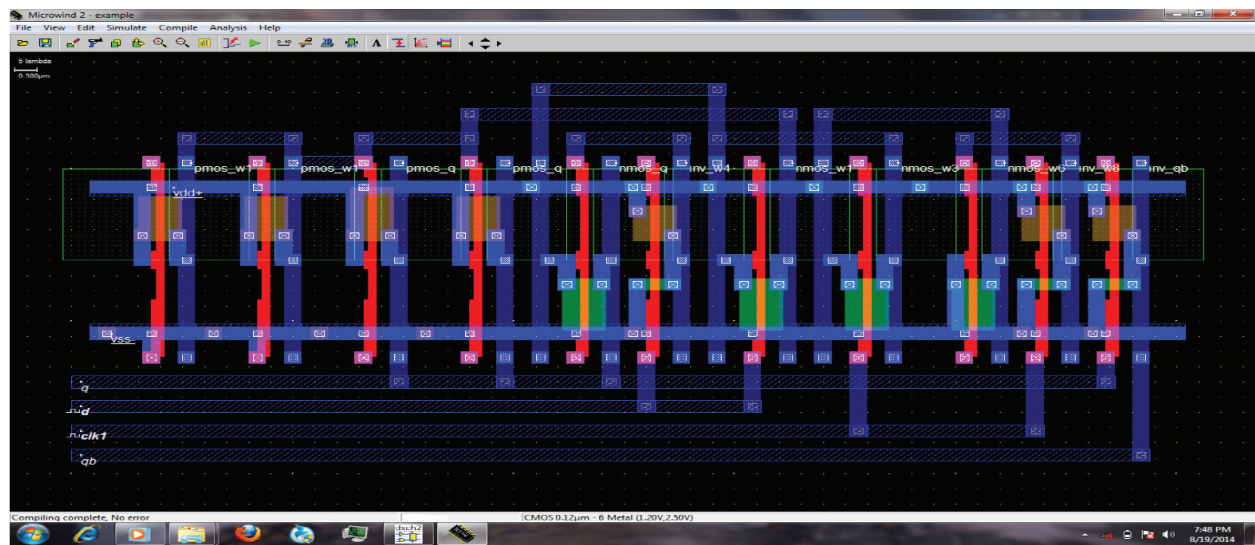 Microwind 2 - example
File View Edit Simulate Compile Analysis Help
5 lambda
0.300µm
pmos_w1 pmos_w1 pmos_q pmos_q nmos_q inv_w4 nmos_w1 nmos_w3 nmos_w6 inv_w8 inv_qb
vdd+
vss-
q
d
clk1
qb
Compiling complete, No error CMOS 0.12µm - 6 Metal (1.20V,2.50V)
dsch2
7:48 PM
8/19/2014